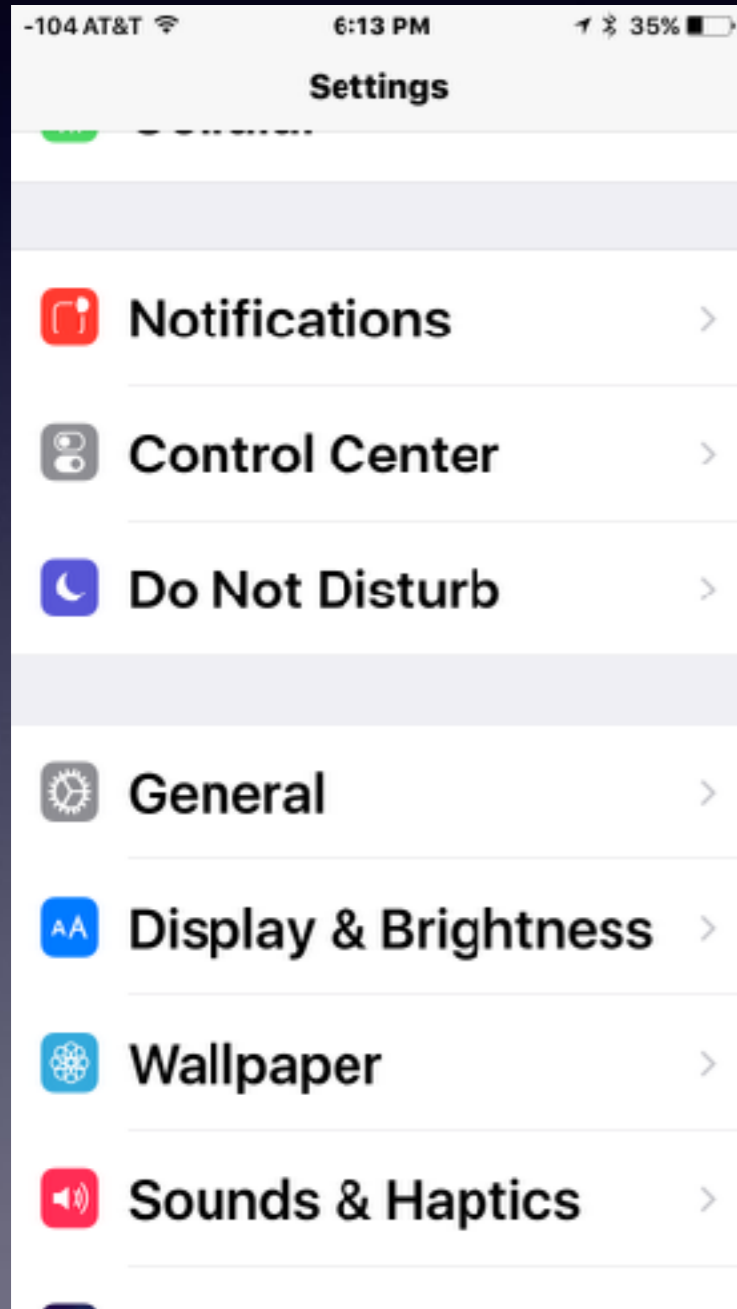 -104 AT&T 6:13 PM 35%
Settings
Notifications
Control Center
Do Not Disturb
General
AA Display & Brightness
Wallpaper
Sounds & Haptics